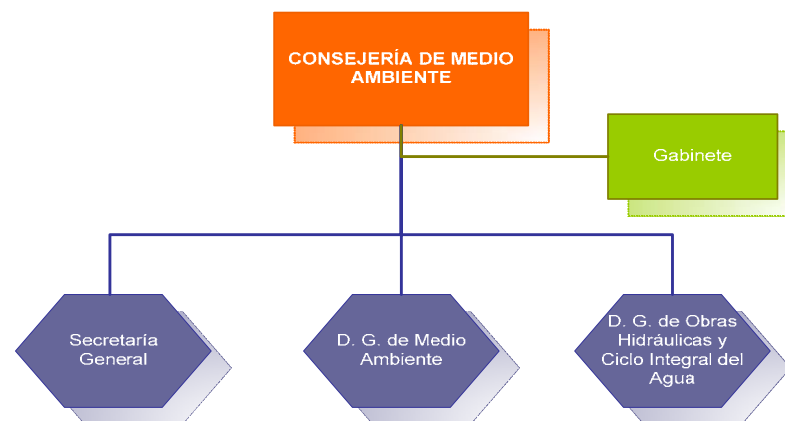 CONSEJERÍA DE MEDIO
AMBIENTE
Gabinete
Secretaría
General
D. G. de Medio
Ambiente
D. G. de Obras
Hidráulicas y
Ciclo Integral del
Agua